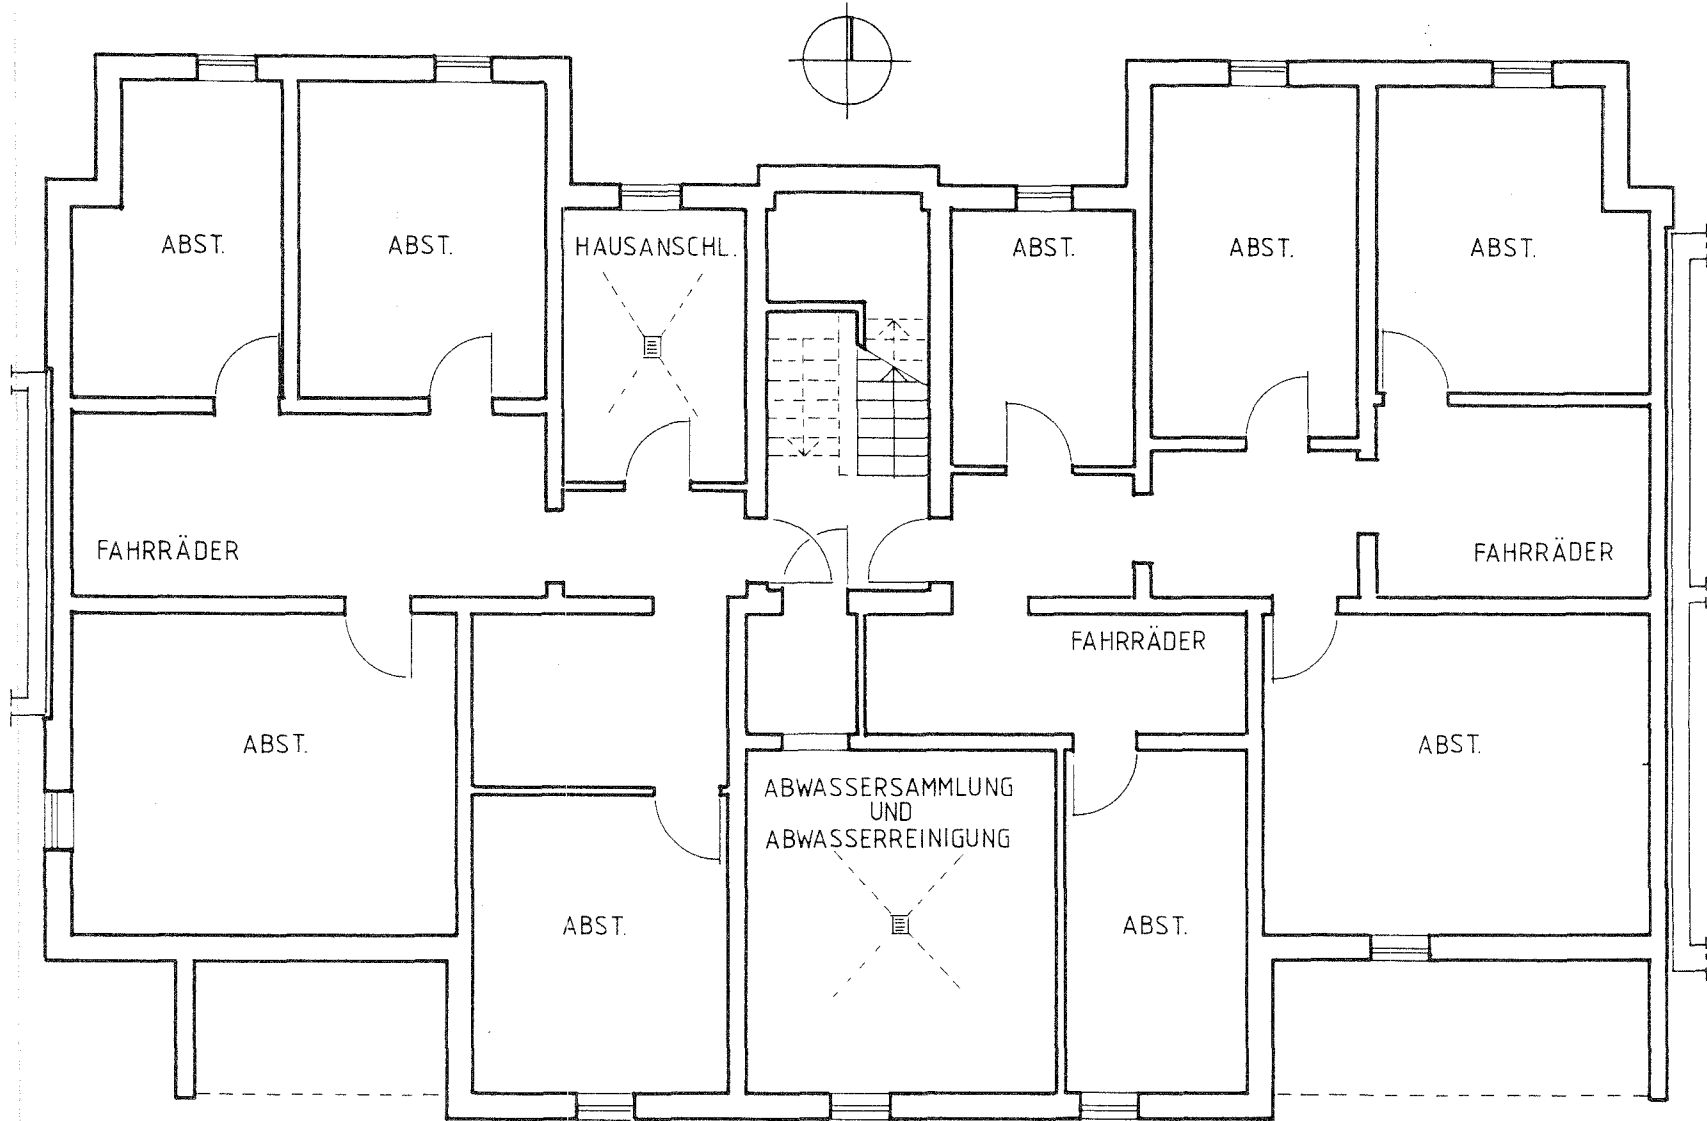 ABST.
ABST.
HAUSANSCHL.
ABST.
ABST.
ABST.
FAHRRÄDER
FAHRRÄDER
FAHRRÄDER
ABST.
ABST.
ABWASSERSAMMLUNG
UND
ABWASSERREINIGUNG
ABST.
ABST.